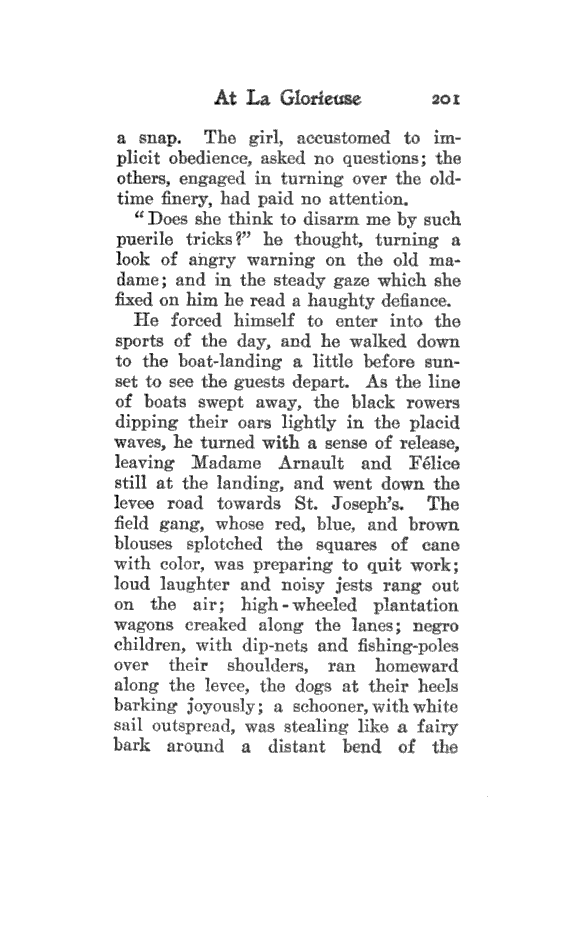 At La Glorieuse 201
a snap. The girl, accustomed to im-
plicit obedience, asked no questions; the
others, engaged in turning over the old-
time finery, had paid no attention.
"Does she think to disarm me by such
puerile tricks?" he thought, turning a
look of angry warning on the old ma-
dame; and in the steady gaze which she
fixed on him he read a haughty defiance.
He forced himself to enter into the
sports of the day, and he walked down
to the boat-landing a little before sun-
set to see the guests depart. As the line
of boats swept away, the black rowers
dipping their oars lightly in the placid
waves, he turned with a sense of release,
leaving Madame Arnault and Félice
still at the landing, and went down the
levee road towards St. Joseph's. The
field gang, whose red, blue, and brown
blouses splotched the squares of cane
with color, was preparing to quit work;
loud laughter and noisy jests rang out
on the air; high-wheeled plantation
wagons creaked along the lanes; negro
children, with dip-nets and fishing-poles
over their shoulders, ran homeward
along the levee, the dogs at their heels
barking joyously; a schooner, with white
sail outspread, was stealing like a fairy
bark around a distant bend of the